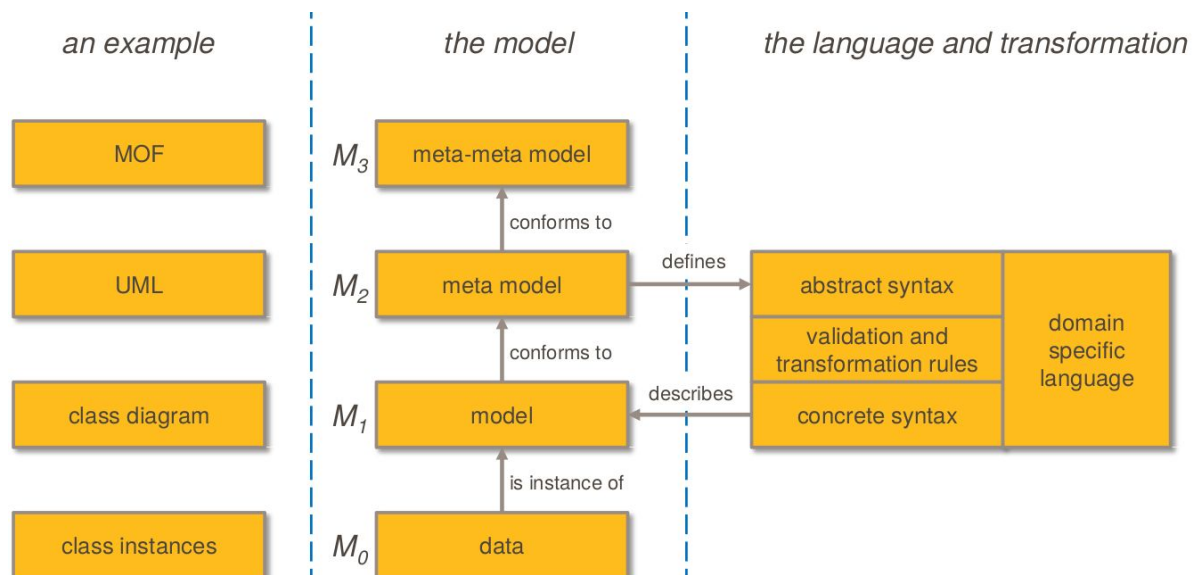 an example
the model
the language and transformation
MOF
M3
meta-meta model
conforms to
UML
M2
meta model
defines
abstract syntax
validation and
transformation rules
domain
specific
language
conforms to
class diagram
M1
model
describes
concrete syntax
is instance of
class instances
M0
data